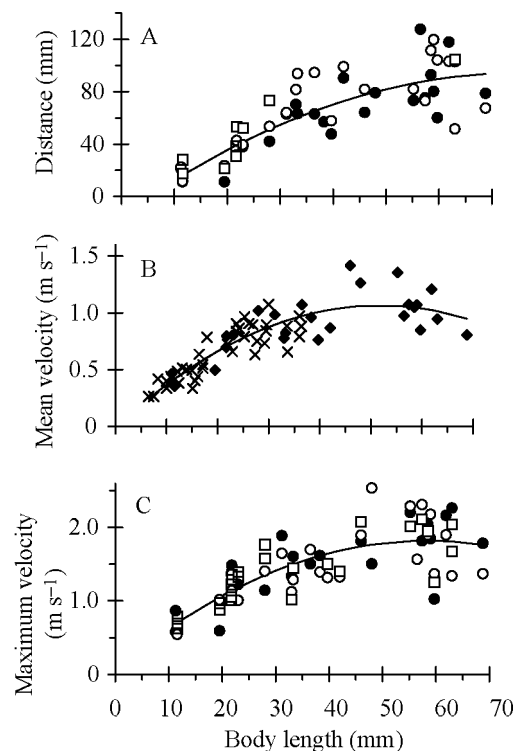 A
Distance (mm)
120
80
40
0
B
Mean velocity (m s⁻¹)
1.5
1.0
0.5
0
C
Maximum velocity
(m s⁻¹)
2.0
1.0
0
0 10 20 30 40 50 60 70
Body length (mm)